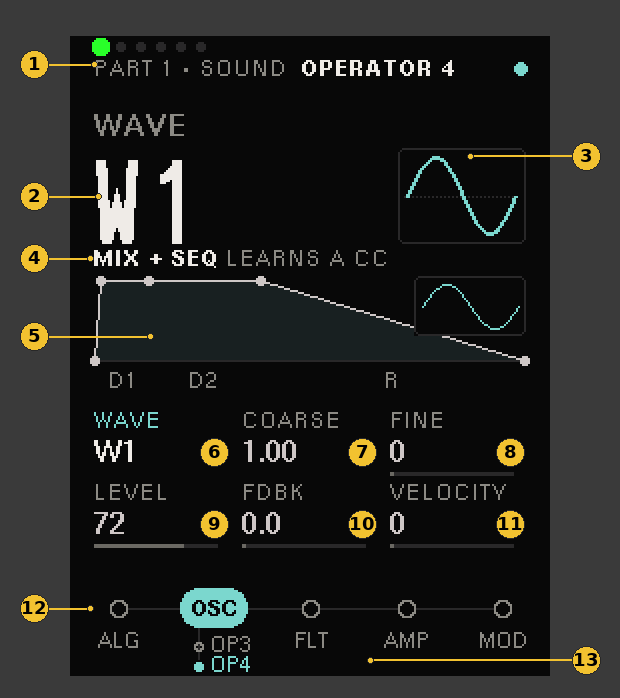 1 PART 1 · SOUND OPERATOR 4
WAVE
3
2 W 1
4 MIX + SEQ LEARNS A CC
5
D1 D2 R
WAVE COARSE FINE
W1 6 1.00 7 0 8
LEVEL FDBK VELOCITY
72 9 0.0 10 0 11
12 OSC
ALG OP3 FLT AMP MOD
OP4 13